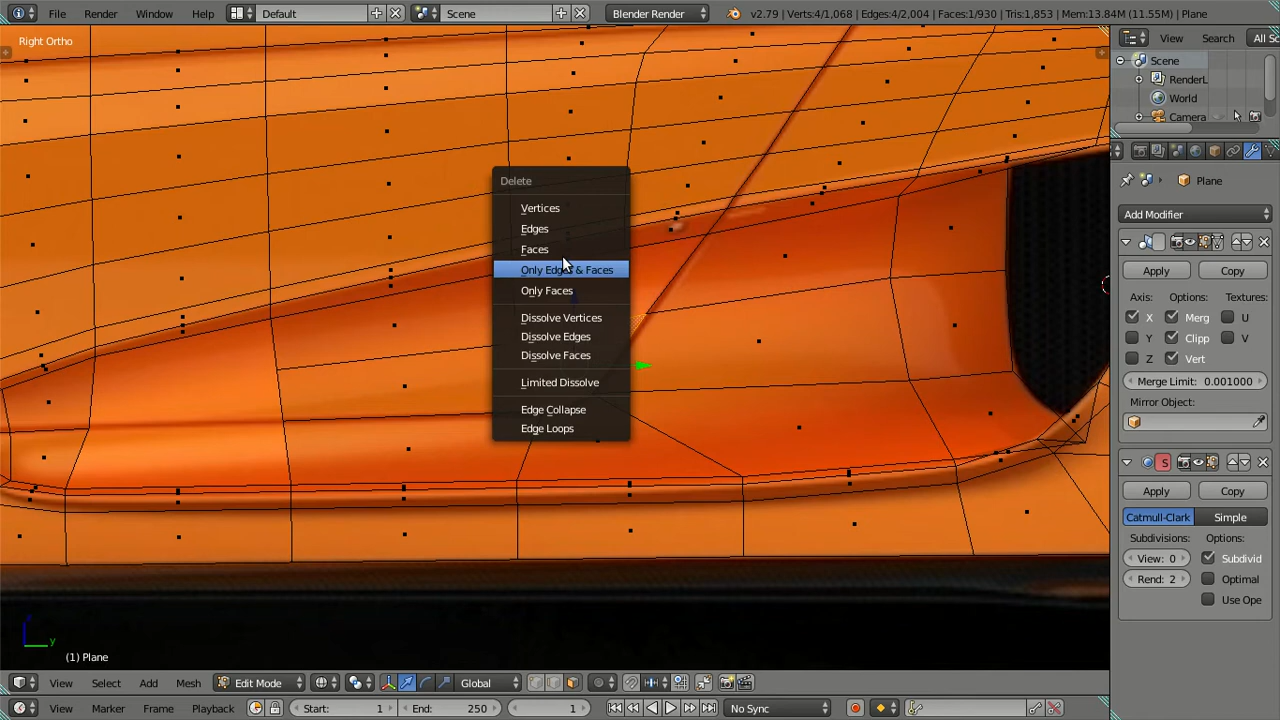 File Render Window Help Default Scene Blender Render v2.79 | Verts:4/1,068 | Edges:4/2,004 | Faces:1/930 | Tris:1,853 | Mem:13.84M (11.55M) | Plane
Right Ortho
View Search All Sc
Scene
RenderL
World
Camera
Plane
Add Modifier
Apply Copy
Axis: Options: Textures:
X Merg U
Y Clipp V
Z Vert
Merge Limit: 0.001000
Mirror Object:
S
Apply Copy
Catmull-Clark Simple
Subdivisions: Options:
View: 0 Subdivid
Rend: 2 Optimal
Use Ope
Delete
Vertices
Edges
Faces
Only Edges & Faces
Only Faces
Dissolve Vertices
Dissolve Edges
Dissolve Faces
Limited Dissolve
Edge Collapse
Edge Loops
z
y
(1) Plane
View Select Add Mesh Edit Mode Global
View Marker Frame Playback Start: 1 End: 250 1 No Sync